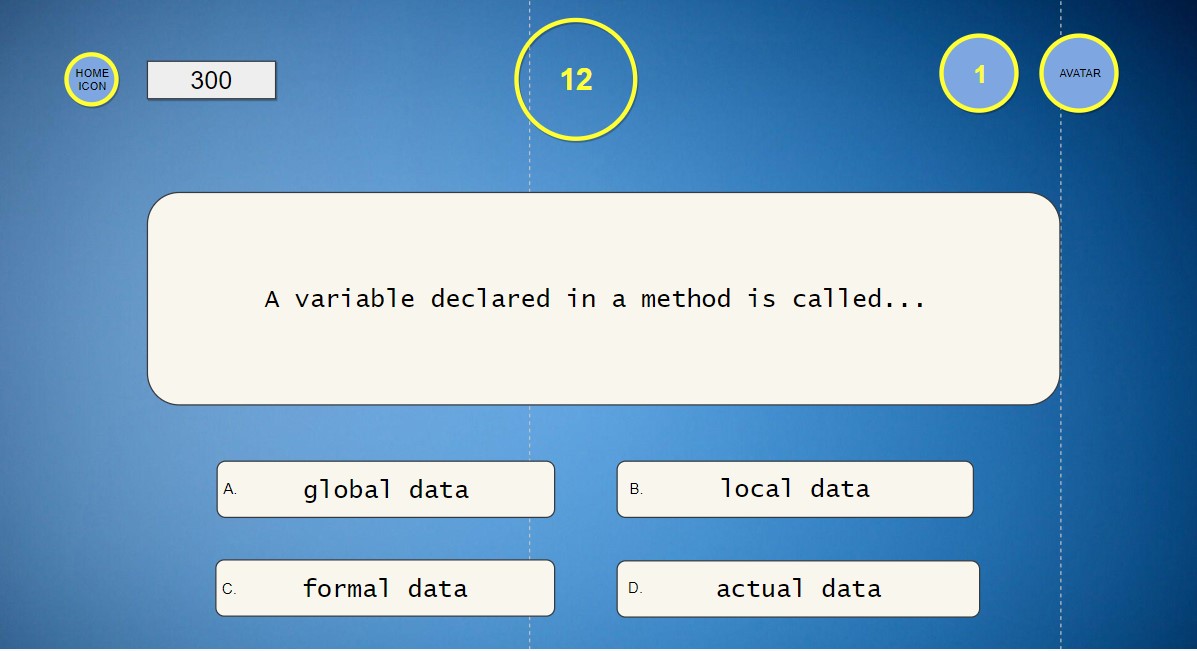 HOME
ICON
300
12
1
AVATAR
A variable declared in a method is called...
A. global data
B. local data
C. formal data
D. actual data